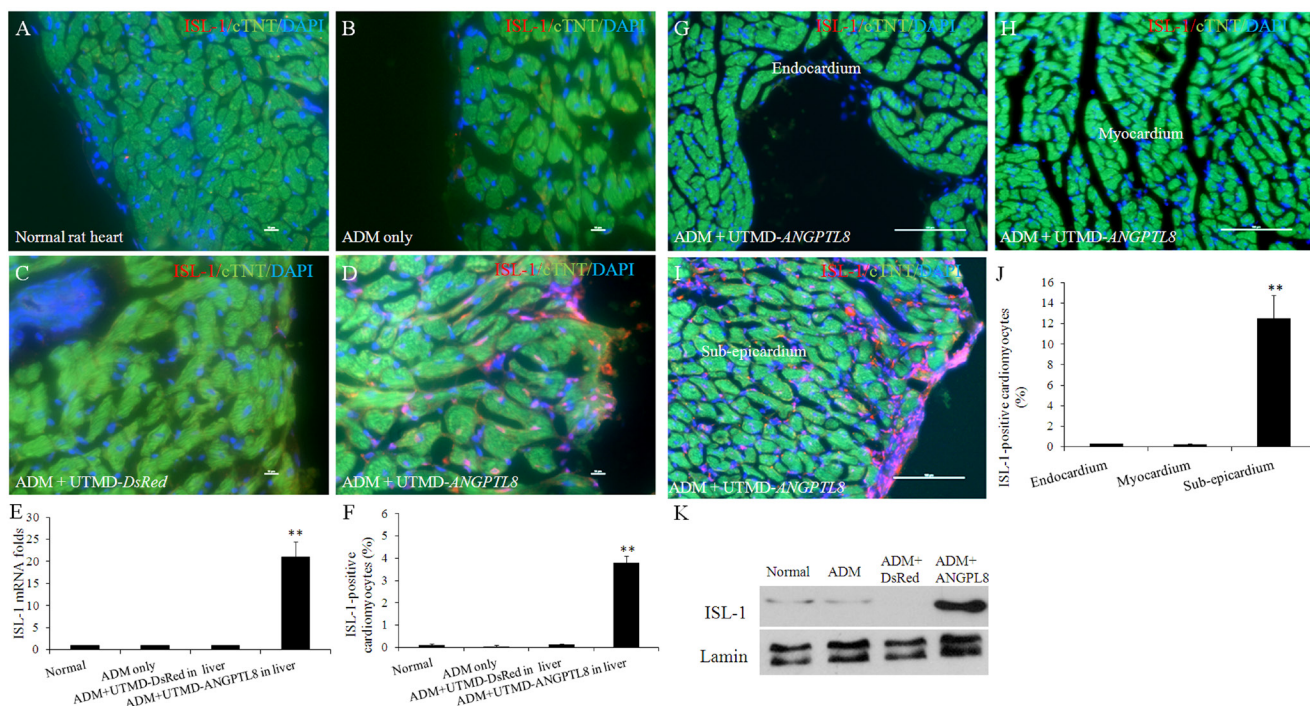 A
ISL-1/cTNT/DAPI
Normal rat heart
B
ISL-1/cTNT/DAPI
ADM only
G
ISL-1/cTNT/DAPI
Endocardium
ADM + UTMD-ANGPTL8
H
ISL-1/cTNT/DAPI
Myocardium
ADM + UTMD-ANGPTL8
C
ISL-1/cTNT/DAPI
ADM + UTMD-DsRed
D
ISL-1/cTNT/DAPI
ADM + UTMD-ANGPTL8
I
ISL-1/cTNT/DAPI
Sub-epicardium
ADM + UTMD-ANGPTL8
J
ISL-1-positive cardiomyocytes
(%)
16
14
12
10
8
6
4
2
0
**
Endocardium
Myocardium
Sub-epicardium
E
ISL-1 mRNA folds
30
25
20
15
10
5
0
**
Normal
ADM only
ADM+UTMD-DsRed in liver
ADM+UTMD-ANGPTL8 in liver
F
ISL-1-positive
cardiomyocytes (%)
6
4
2
0
**
Normal
ADM only
ADM+UTMD-DsRed in liver
ADM+UTMD-ANGPTL8 in liver
K
Normal
ADM
ADM+
DsRed
ADM+
ANGPL8
ISL-1
Lamin